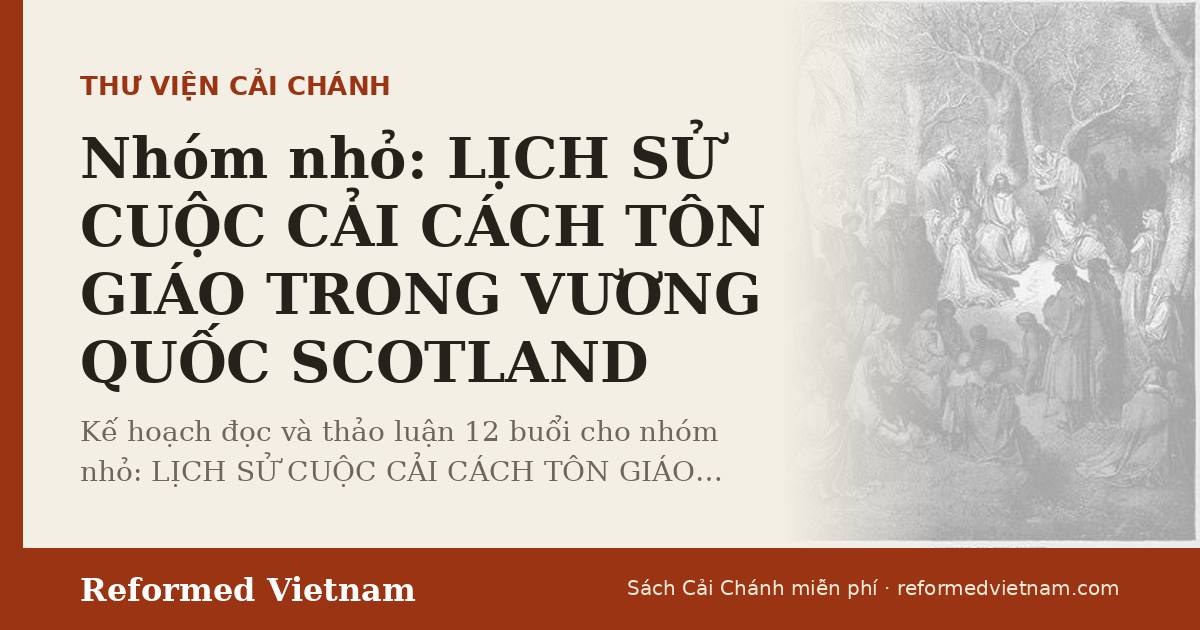 THƯ VIỆN CẢI CHÁNH
Nhóm nhỏ: LỊCH SỬ
CUỘC CẢI CÁCH TÔN
GIÁO TRONG VƯƠNG
QUỐC SCOTLAND
Kế hoạch đọc và thảo luận 12 buổi cho nhóm
nhỏ: LỊCH SỬ CUỘC CẢI CÁCH TÔN GIÁO...
Reformed Vietnam
Sách Cải Chánh miễn phí · reformedvietnam.com